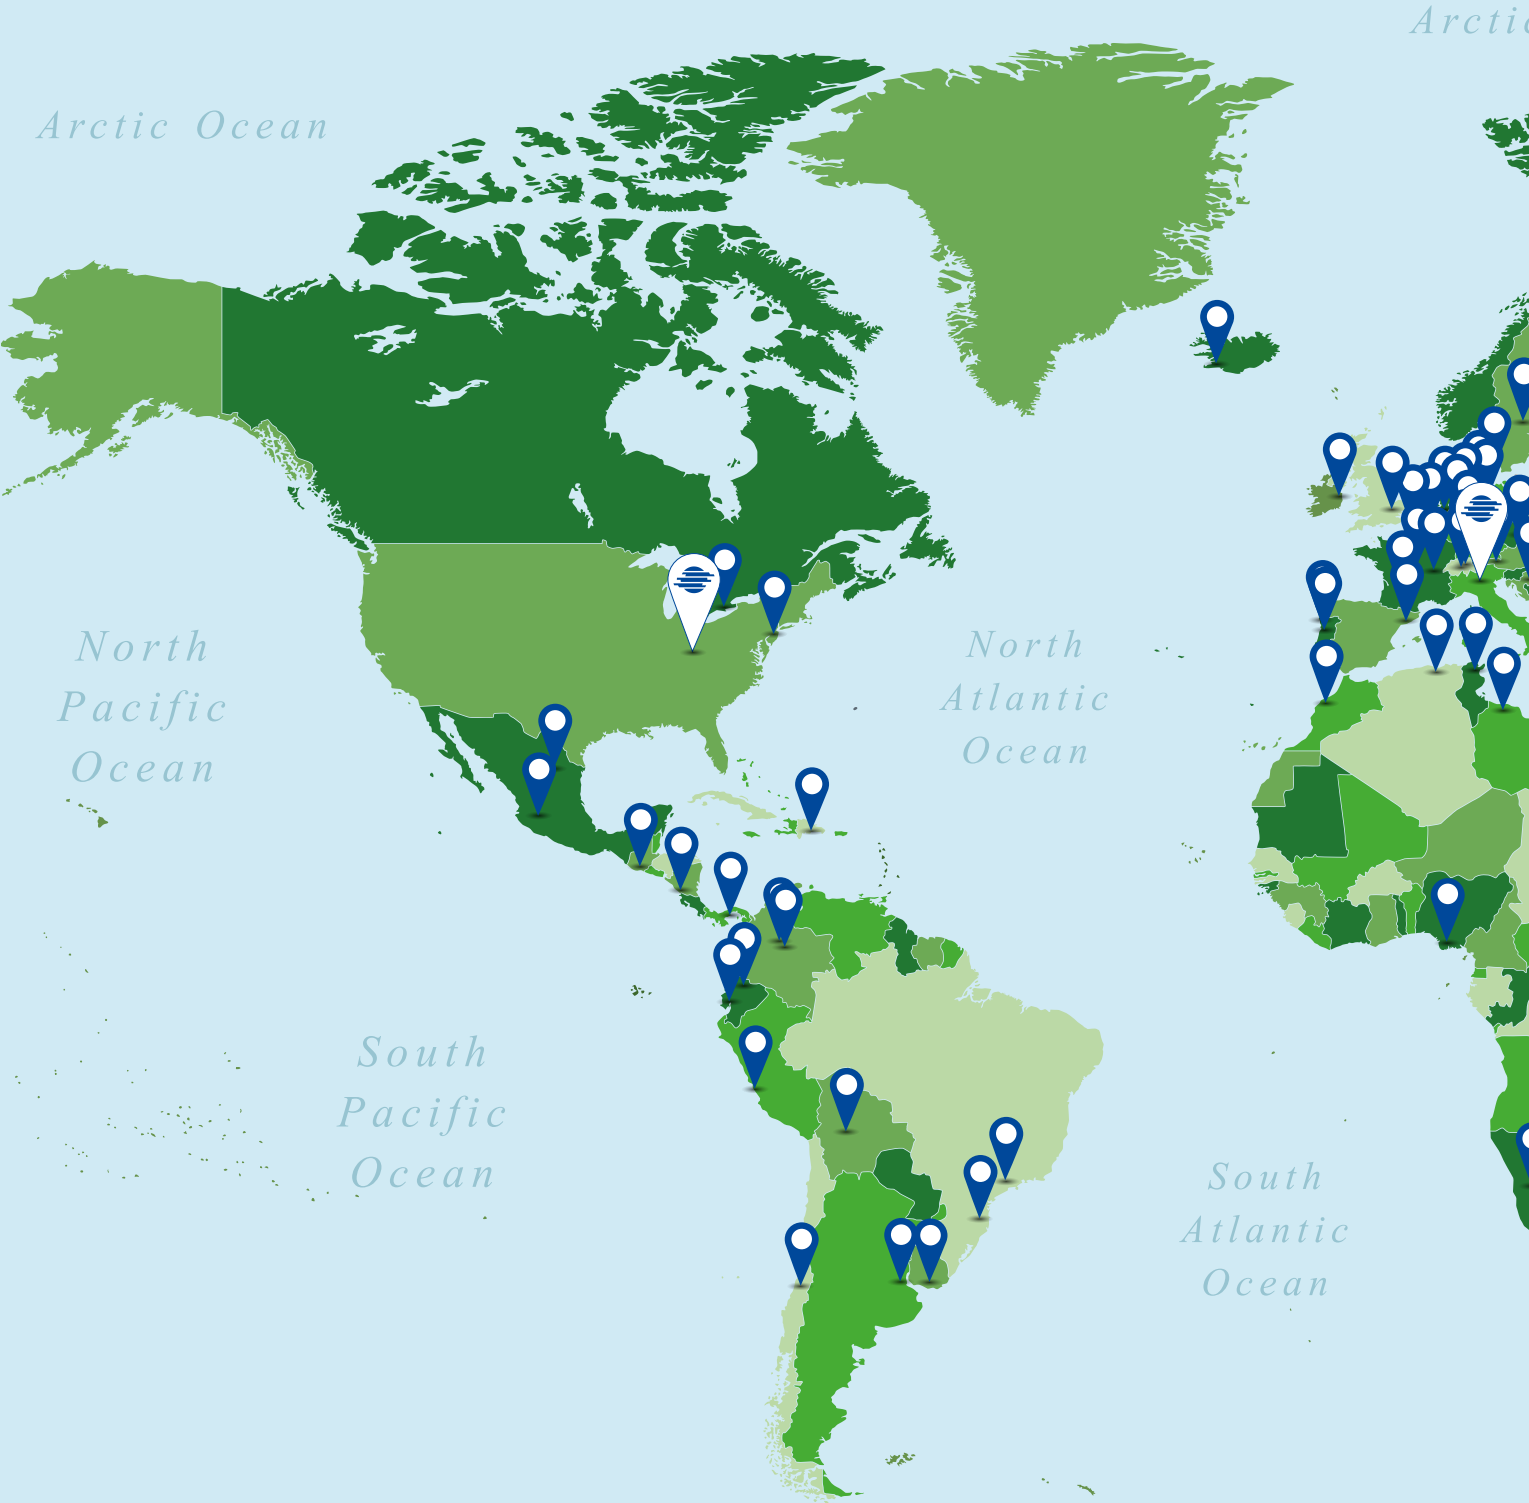 Arctic
Arctic Ocean
North
Pacific
Ocean
North
Atlantic
Ocean
South
Pacific
Ocean
South
Atlantic
Ocean